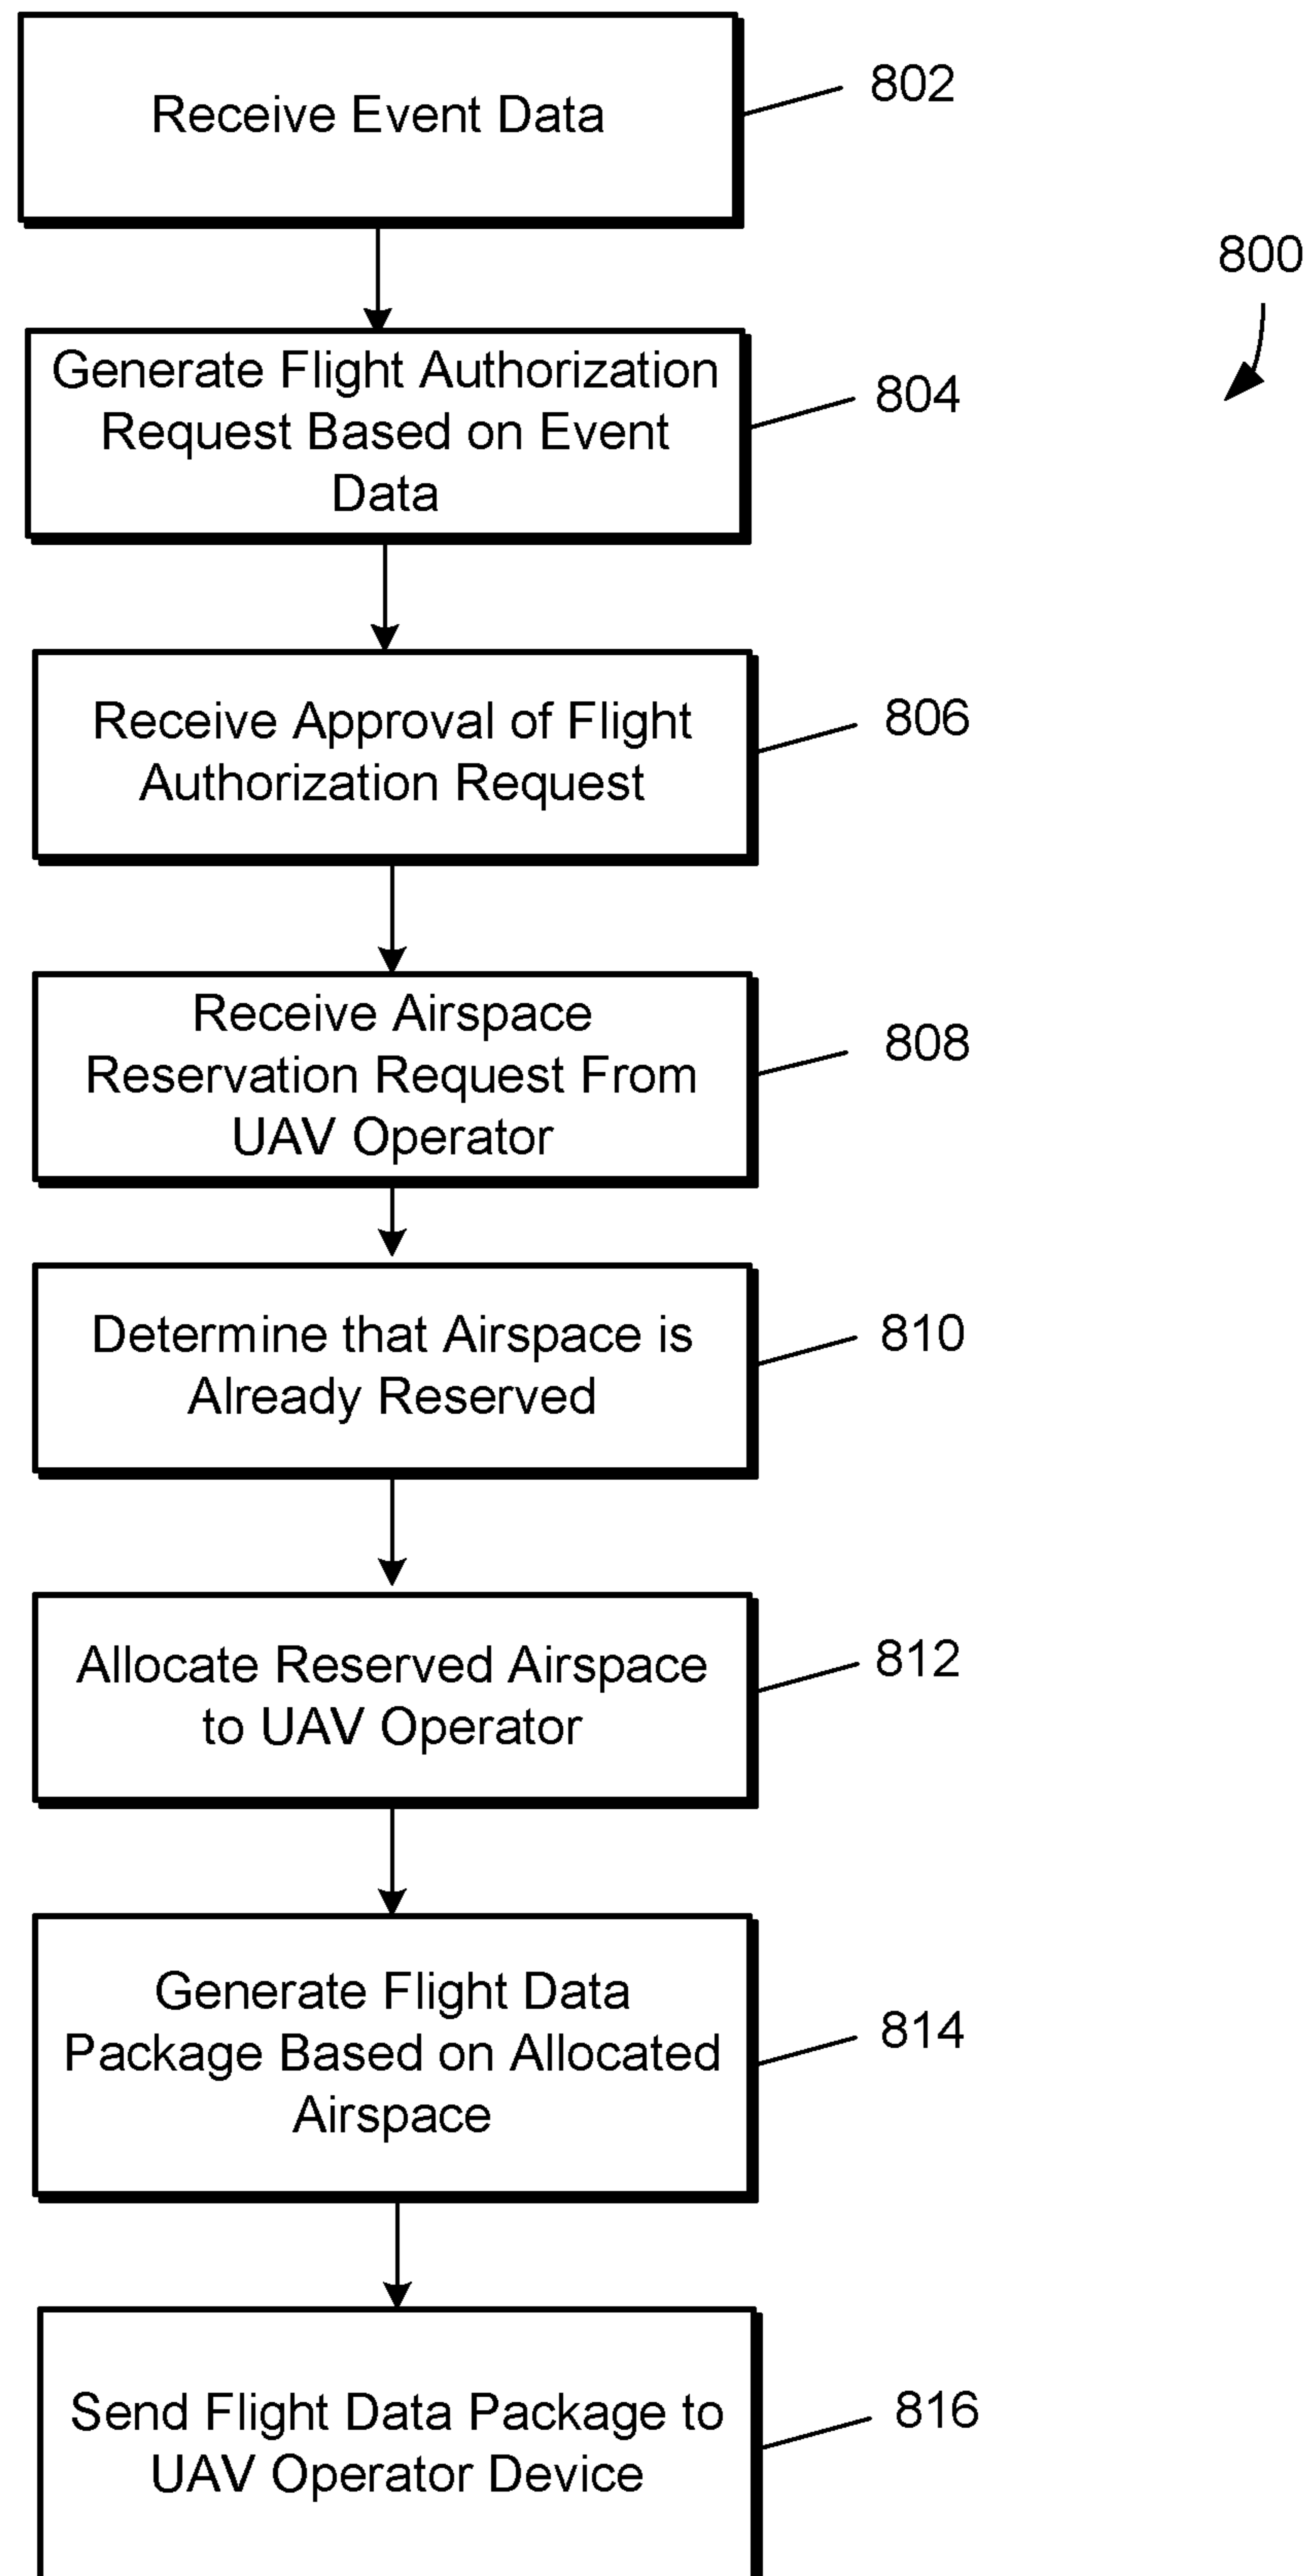 Receive Event Data
802
800
Generate Flight Authorization
Request Based on Event
Data
804
Receive Approval of Flight
Authorization Request
806
Receive Airspace
Reservation Request From
UAV Operator
808
Determine that Airspace is
Already Reserved
810
Allocate Reserved Airspace
to UAV Operator
812
Generate Flight Data
Package Based on Allocated
Airspace
814
Send Flight Data Package to
UAV Operator Device
816